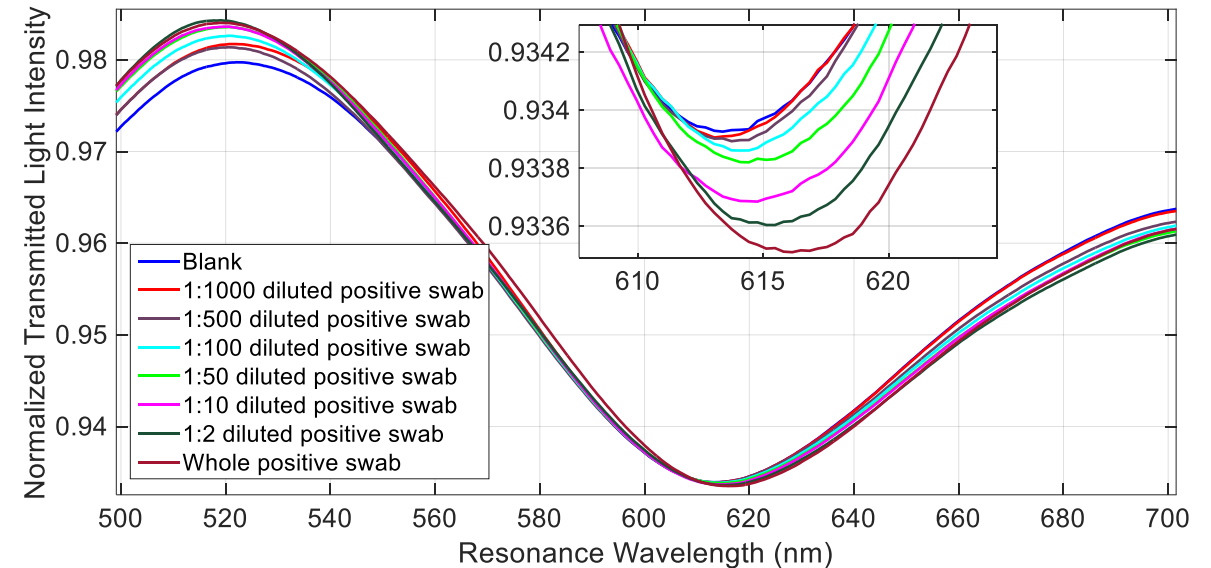 Normalized Transmitted Light Intensity
0.98
0.97
0.96
0.95
0.94
0.9342
0.934
0.9338
0.9336
610 615 620
Blank
1:1000 diluted positive swab
1:500 diluted positive swab
1:100 diluted positive swab
1:50 diluted positive swab
1:10 diluted positive swab
1:2 diluted positive swab
Whole positive swab
500 520 540 560 580 600 620 640 660 680 700
Resonance Wavelength (nm)